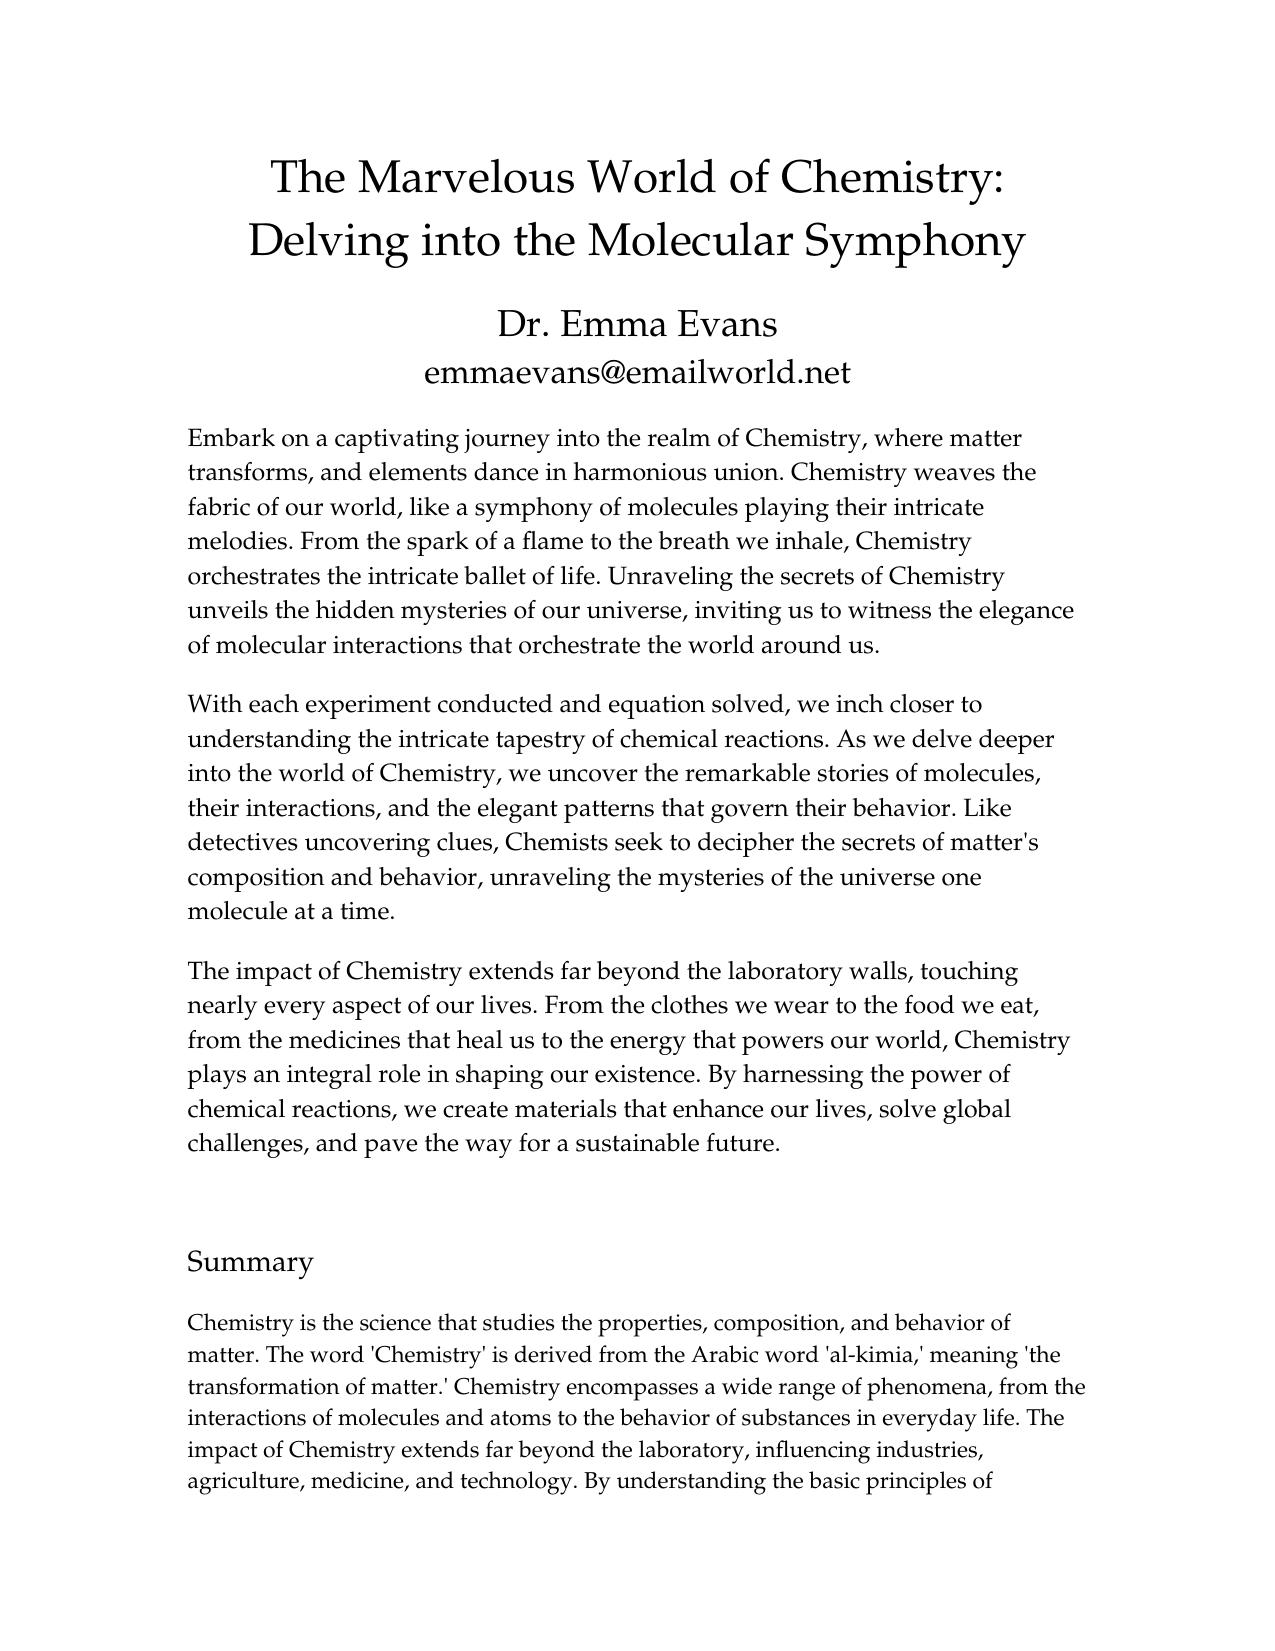 The Marvelous World of Chemistry:
Delving into the Molecular Symphony
Dr. Emma Evans
emmaevans@emailworld.net
Embark on a captivating journey into the realm of Chemistry, where matter
transforms, and elements dance in harmonious union. Chemistry weaves the
fabric of our world, like a symphony of molecules playing their intricate
melodies. From the spark of a flame to the breath we inhale, Chemistry
orchestrates the intricate ballet of life. Unraveling the secrets of Chemistry
unveils the hidden mysteries of our universe, inviting us to witness the elegance
of molecular interactions that orchestrate the world around us.
With each experiment conducted and equation solved, we inch closer to
understanding the intricate tapestry of chemical reactions. As we delve deeper
into the world of Chemistry, we uncover the remarkable stories of molecules,
their interactions, and the elegant patterns that govern their behavior. Like
detectives uncovering clues, Chemists seek to decipher the secrets of matter's
composition and behavior, unraveling the mysteries of the universe one
molecule at a time.
The impact of Chemistry extends far beyond the laboratory walls, touching
nearly every aspect of our lives. From the clothes we wear to the food we eat,
from the medicines that heal us to the energy that powers our world, Chemistry
plays an integral role in shaping our existence. By harnessing the power of
chemical reactions, we create materials that enhance our lives, solve global
challenges, and pave the way for a sustainable future.
Summary
Chemistry is the science that studies the properties, composition, and behavior of
matter. The word 'Chemistry' is derived from the Arabic word 'al-kimia,' meaning 'the
transformation of matter.' Chemistry encompasses a wide range of phenomena, from the
interactions of molecules and atoms to the behavior of substances in everyday life. The
impact of Chemistry extends far beyond the laboratory, influencing industries,
agriculture, medicine, and technology. By understanding the basic principles of